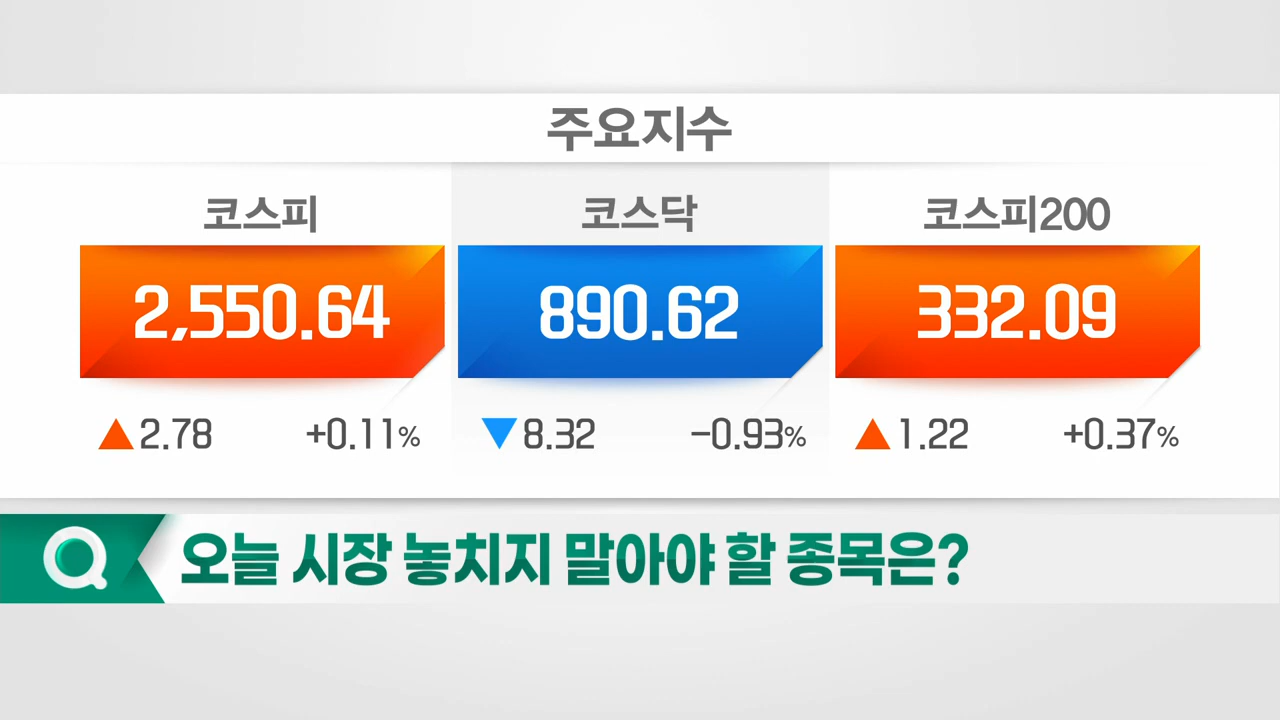 주요지수
코스피 코스닥 코스피200
2,550.64 890.62 332.09
▲2.78 +0.11% ▼8.32 -0.93% ▲1.22 +0.37%
Q 오늘 시장 놓치지 말아야 할 종목은?